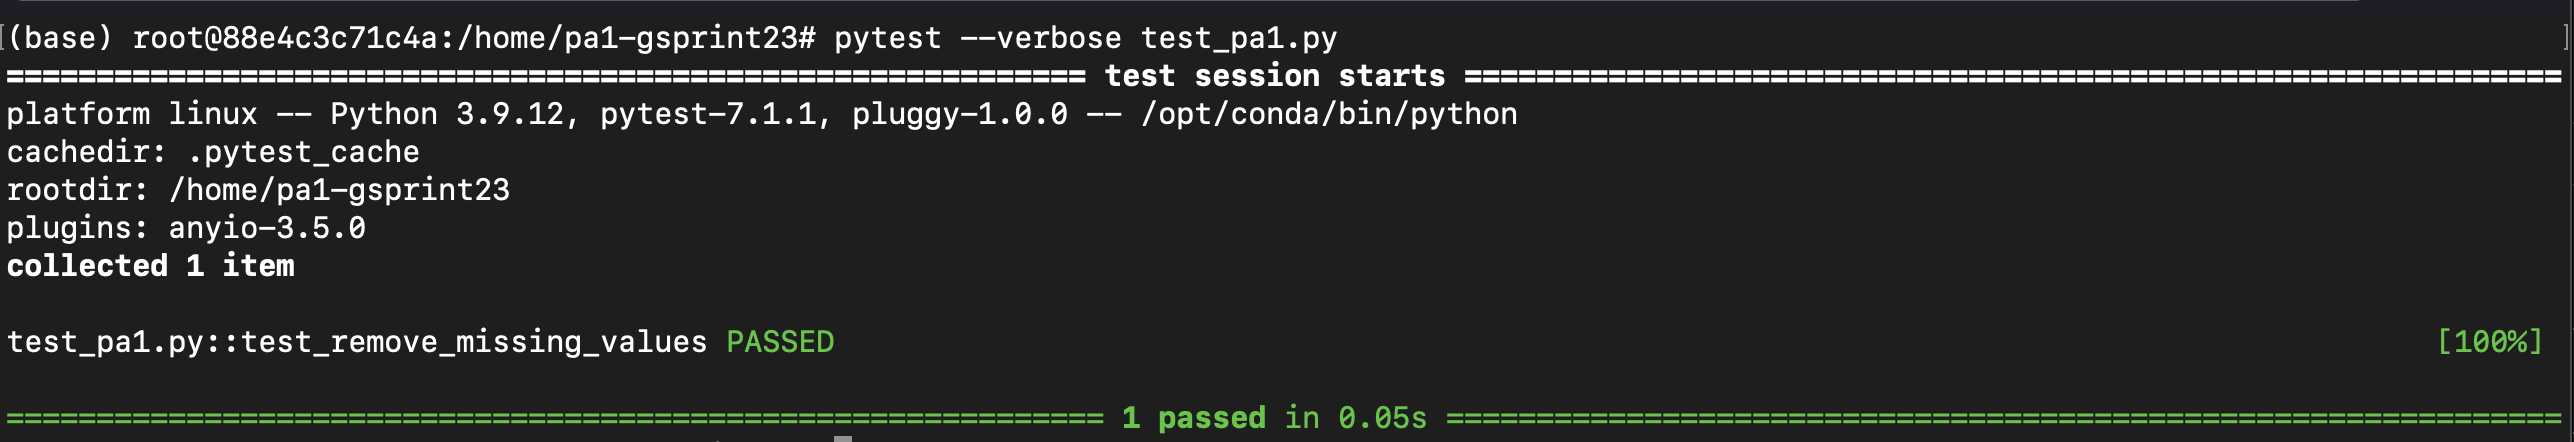 [(base) root@88e4c3c71c4a:/home/pa1-gsprint23# pytest --verbose test_pa1.py ]
============================================================ test session starts =============================================================
platform linux -- Python 3.9.12, pytest-7.1.1, pluggy-1.0.0 -- /opt/conda/bin/python
cachedir: .pytest_cache
rootdir: /home/pa1-gsprint23
plugins: anyio-3.5.0
collected 1 item
test_pa1.py::test_remove_missing_values PASSED [100%]
============================================================= 1 passed in 0.05s ==============================================================